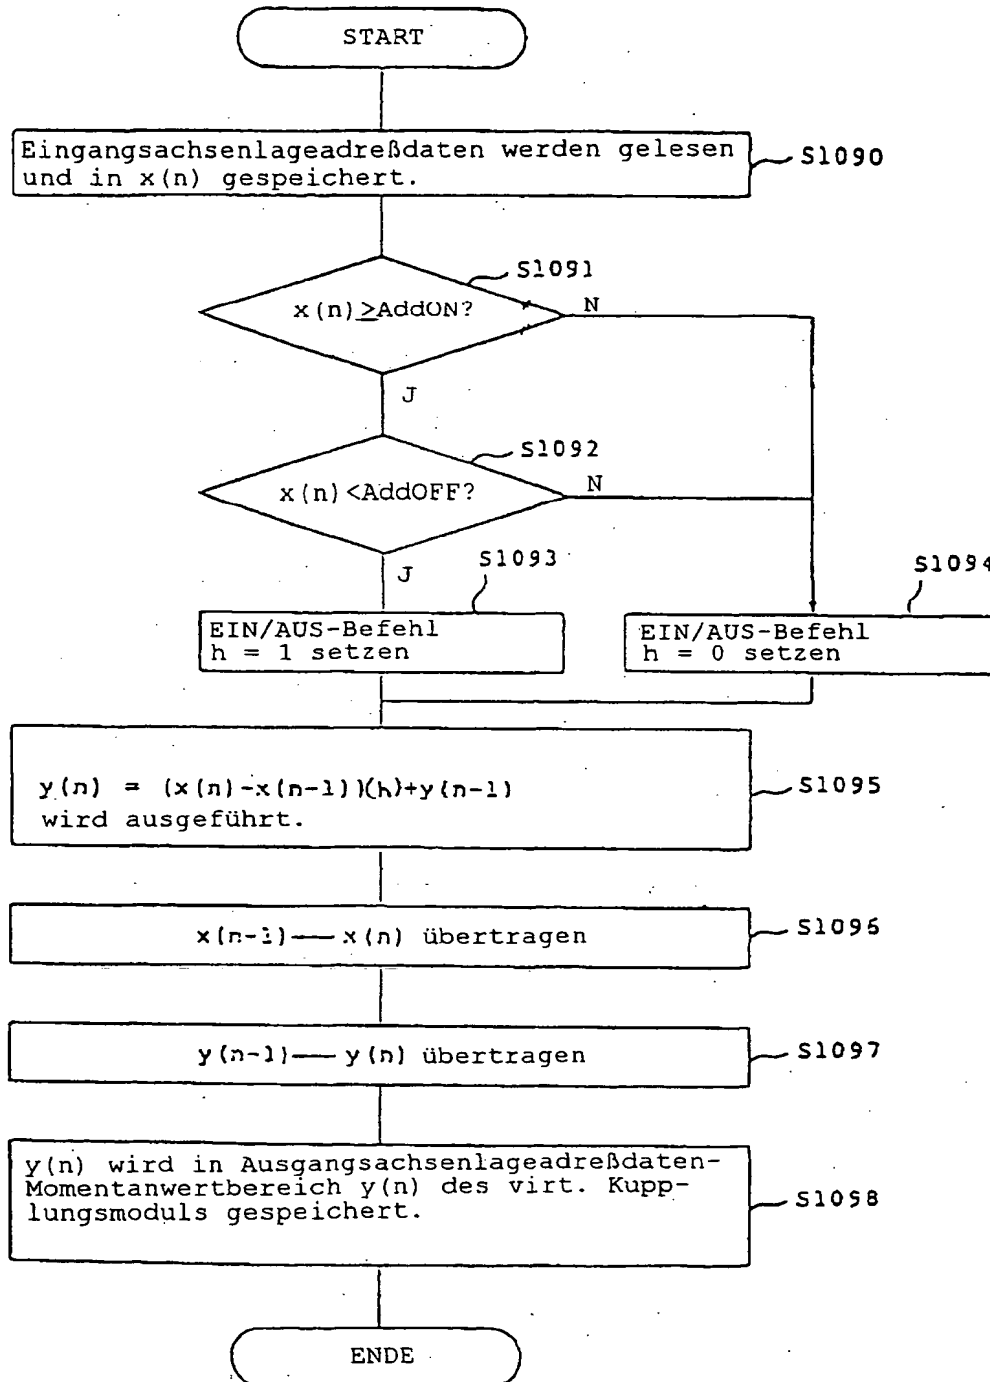 START
Eingangsachsenlageadreßdaten werden gelesen
und in x(n) gespeichert.
S1090
S1091
x(n)≥AddON?
N
J
S1092
x(n)<AddOFF?
N
J
S1093
S1094
EIN/AUS-Befehl
h = 1 setzen
EIN/AUS-Befehl
h = 0 setzen
y(n) = (x(n)-x(n-1))(h)+y(n-1)
wird ausgeführt.
S1095
x(n-1)— x(n) übertragen
S1096
y(n-1)— y(n) übertragen
S1097
y(n) wird in Ausgangsachsenlageadreßdaten-
Momentanwertbereich y(n) des virt. Kupp-
lungsmoduls gespeichert.
S1098
ENDE